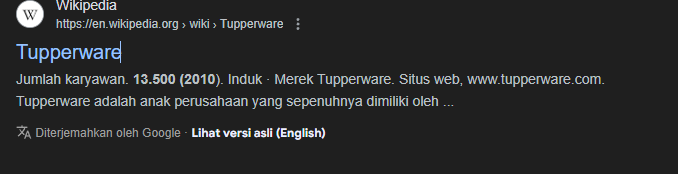 Wikipedia
W https://en.wikipedia.org › wiki › Tupperware
Tupperware
Jumlah karyawan. 13.500 (2010). Induk · Merek Tupperware. Situs web, www.tupperware.com.
Tupperware adalah anak perusahaan yang sepenuhnya dimiliki oleh ...
Diterjemahkan oleh Google · Lihat versi asli (English)